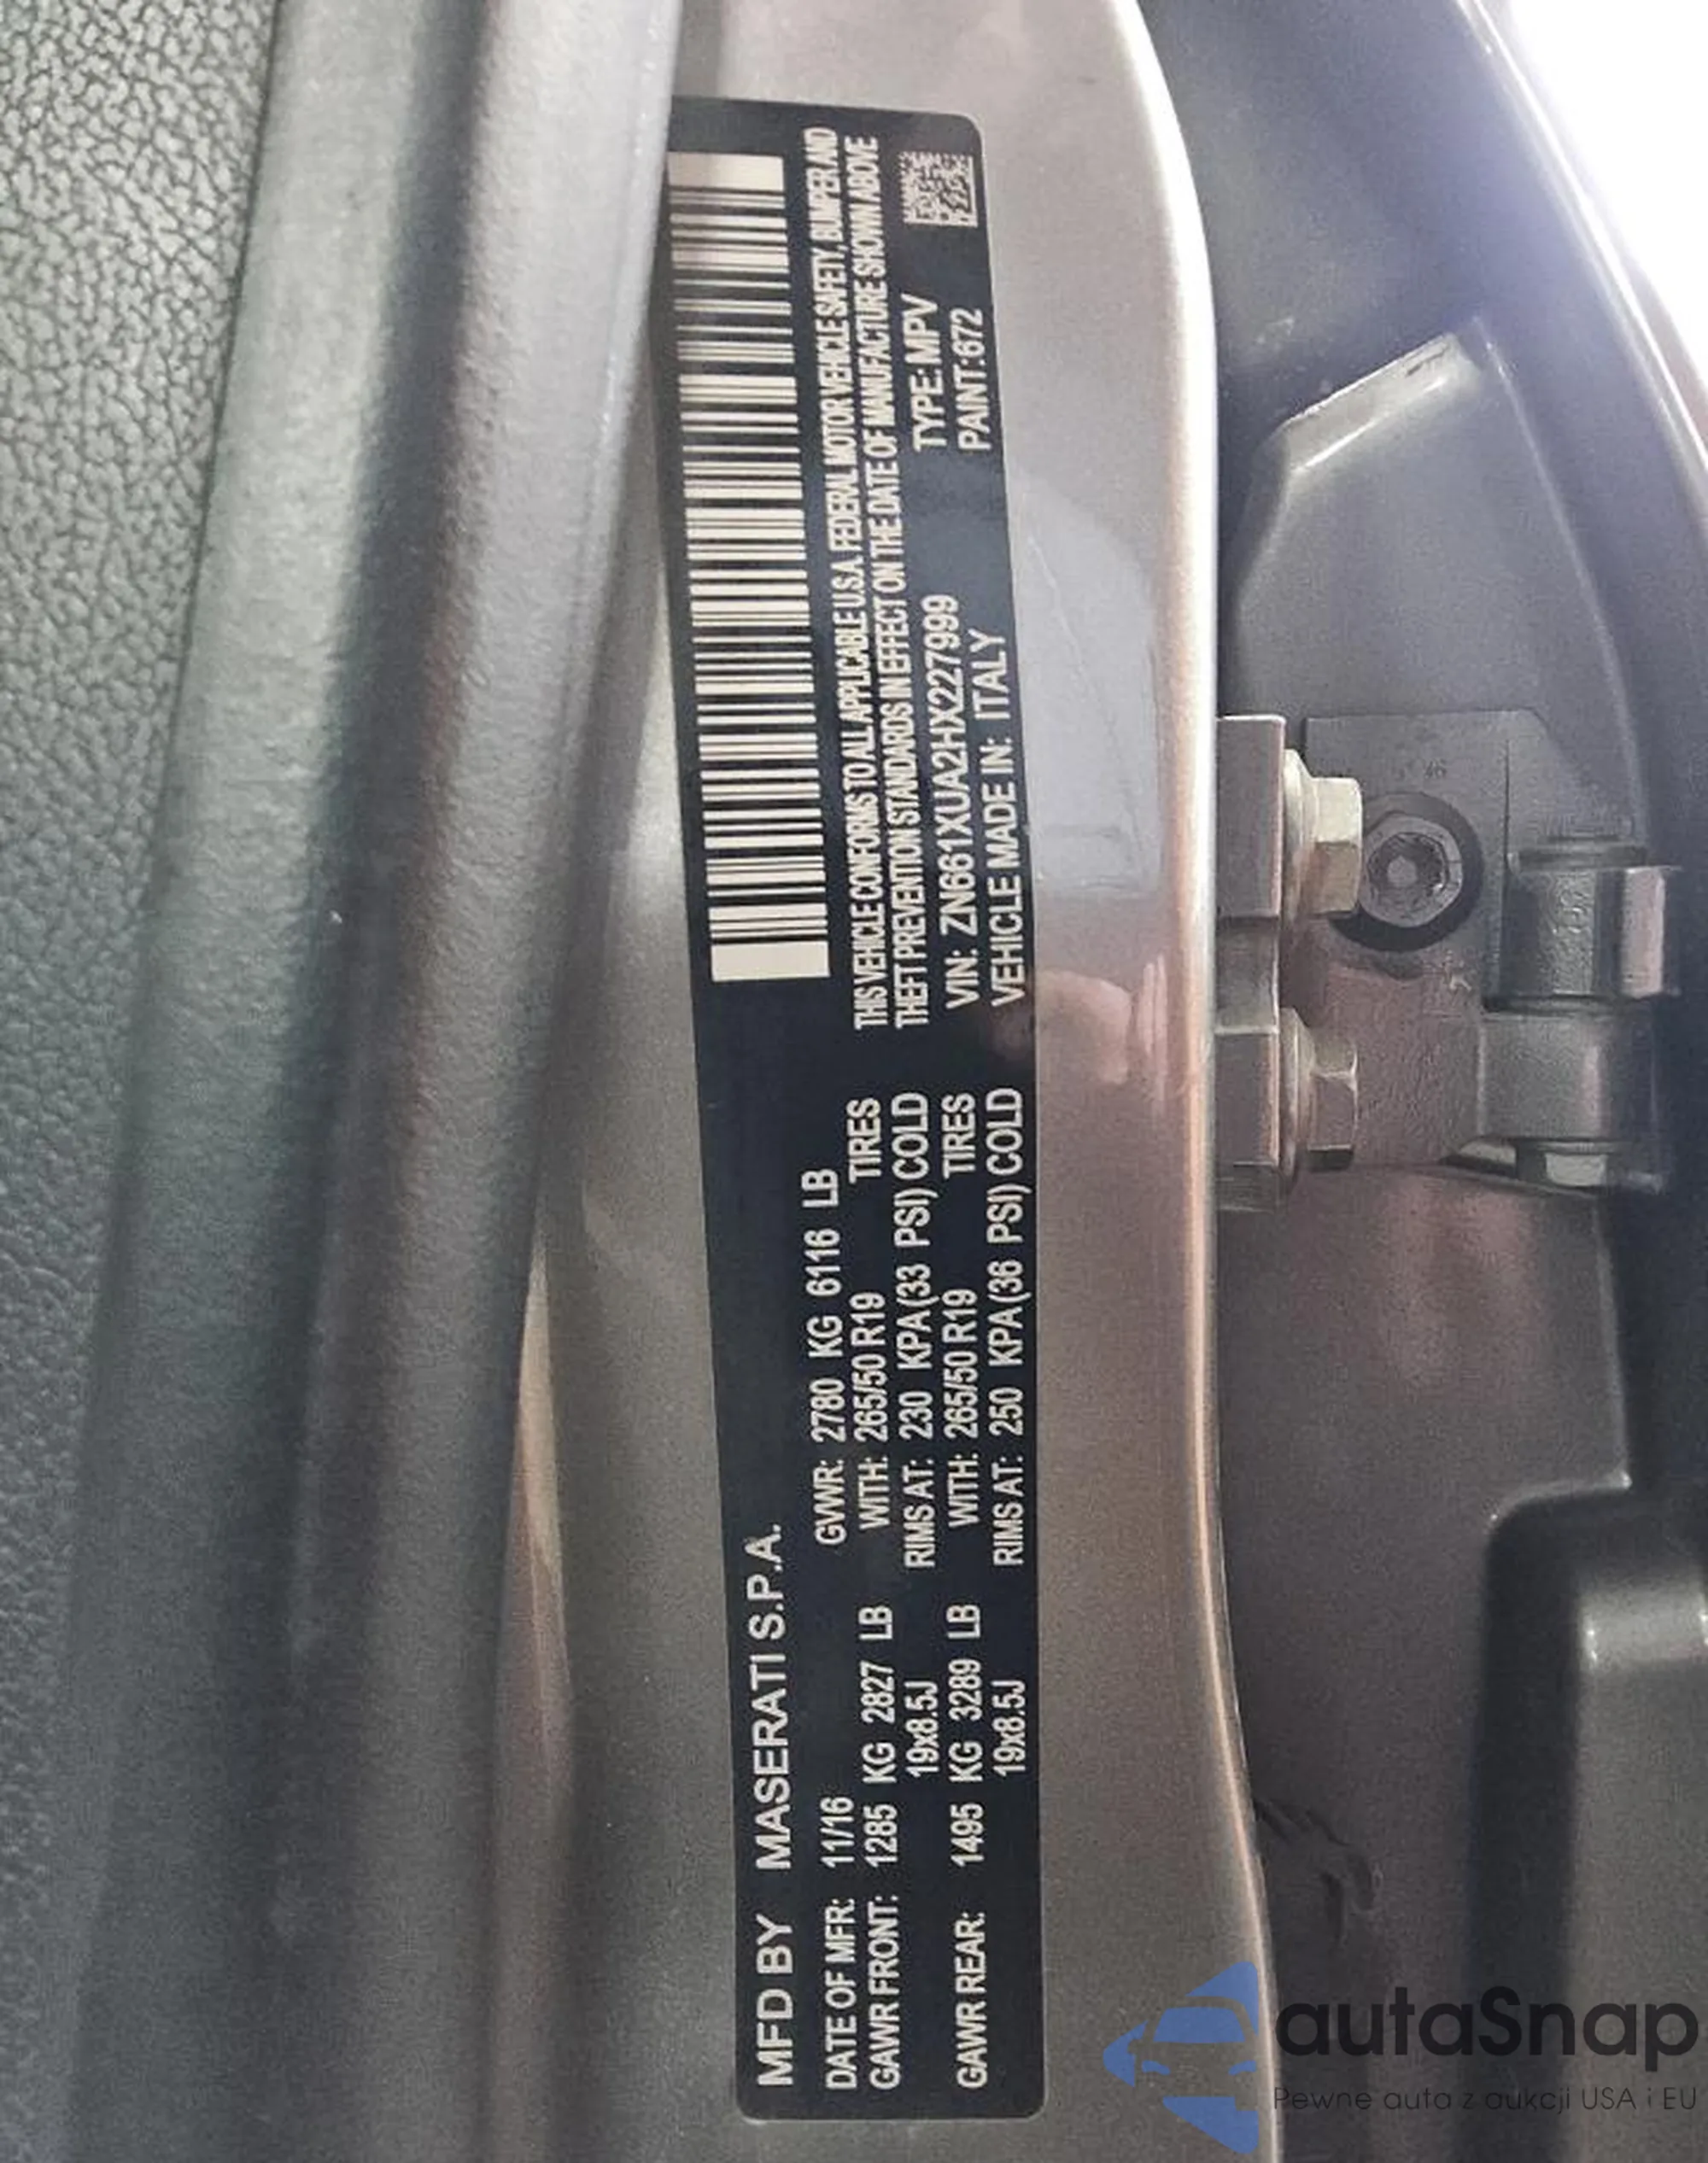 MFD BY MASERATI S.P.A.
DATE OF MFR: 11/16 GVWR: 2780 KG 6116 LB
GAWR FRONT: 1285 KG 2827 LB WITH: 265/50 R19 TIRES
19x8.5J RIMS AT: 230 KPA(33 PSI) COLD
GAWR REAR: 1495 KG 3289 LB WITH: 265/50 R19 TIRES
19x8.5J RIMS AT: 250 KPA(36 PSI) COLD
THIS VEHICLE CONFORMS TO ALL APPLICABLE U.S.A. FEDERAL MOTOR VEHICLE SAFETY, BUMPER AND
THEFT PREVENTION STANDARDS IN EFFECT ON THE DATE OF MANUFACTURE SHOWN ABOVE
VIN: ZN661XUA2HX227999 TYPE: MPV
VEHICLE MADE IN: ITALY PAINT:672
autaSnap
Pewne auta z aukcji USA i EU